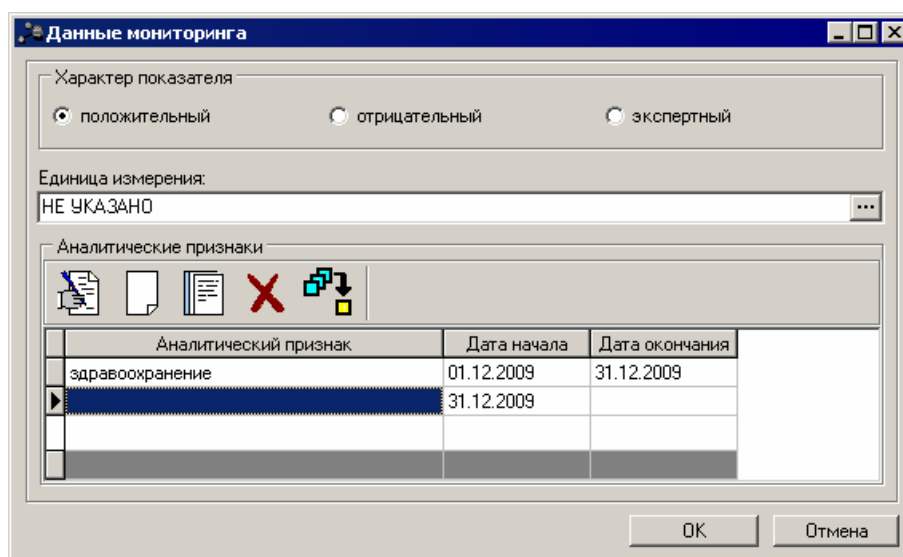 Данные мониторинга
Характер показателя
положительный отрицательный экспертный
Единица измерения:
НЕ УКАЗАНО ...
Аналитические признаки
Аналитический признак Дата начала Дата окончания
здравоохранение 01.12.2009 31.12.2009
31.12.2009
OK Отмена